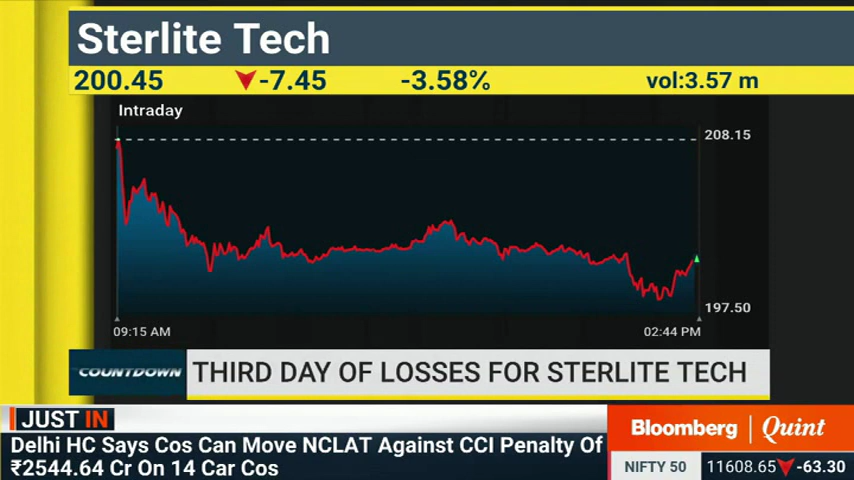 Sterlite Tech
200.45 -7.45 -3.58% vol:3.57 m
Intraday
208.15
197.50
09:15 AM 02:44 PM
COUNTDOWN THIRD DAY OF LOSSES FOR STERLITE TECH
JUST IN
Delhi HC Says Cos Can Move NCLAT Against CCI Penalty Of
₹2544.64 Cr On 14 Car Cos
Bloomberg | Quint
NIFTY 50 11608.65 -63.30